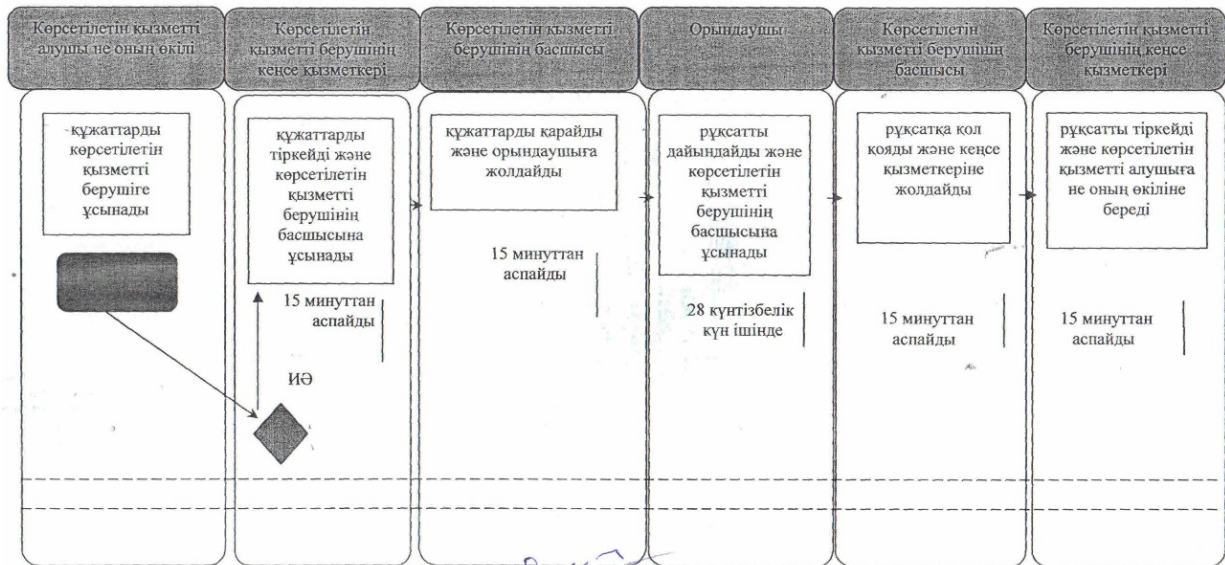 Көрсетілетін қызметті
алушы не оның өкілі
Көрсетілетін
қызметті берушінің
кеңсе қызметкері
Көрсетілетін қызметті
берушінің басшысы
Орындаушы
Көрсетілетін
қызметті берушінің
басшысы
Көрсетілетін қызметті
берушінің кеңсе
қызметкері
құжаттарды
көрсетілетін
қызметті
берушіге
ұсынады
құжаттарды
тіркейді және
көрсетілетін
қызметті
берушінің
басшысына
ұсынады
15 минуттан
аспайды
ИӘ
құжаттарды қарайды
және орындаушыға
жолдайды
15 минуттан
аспайды
рұқсатты
дайындайды және
көрсетілетін
қызметті
берушінің
басшысына
ұсынады
28 күнтізбелік
күн ішінде
рұқсатқа қол
қояды және кеңсе
қызметкеріне
жолдайды
15 минуттан
аспайды
рұқсатты тіркейді
және көрсетілетін
қызметті алушыға
не оның өкіліне
береді
15 минуттан
аспайды